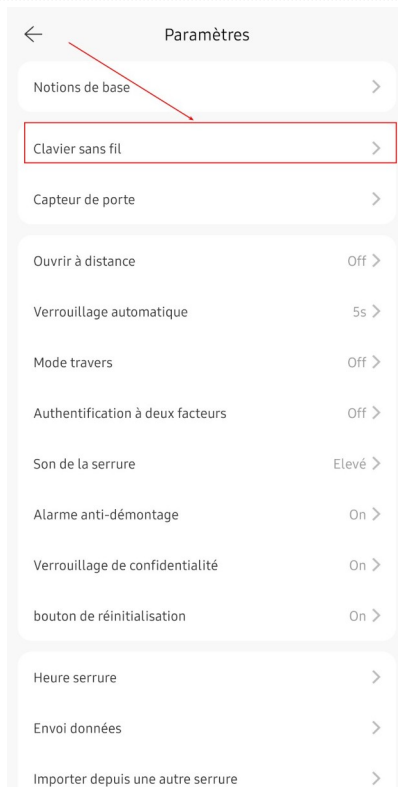 Paramètres
Notions de base
Clavier sans fil
Capteur de porte
Ouvrir à distance Off
Verrouillage automatique 5s
Mode travers Off
Authentification à deux facteurs Off
Son de la serrure Elevé
Alarme anti-démontage On
Verrouillage de confidentialité On
bouton de réinitialisation On
Heure serrure
Envoi données
Importer depuis une autre serrure